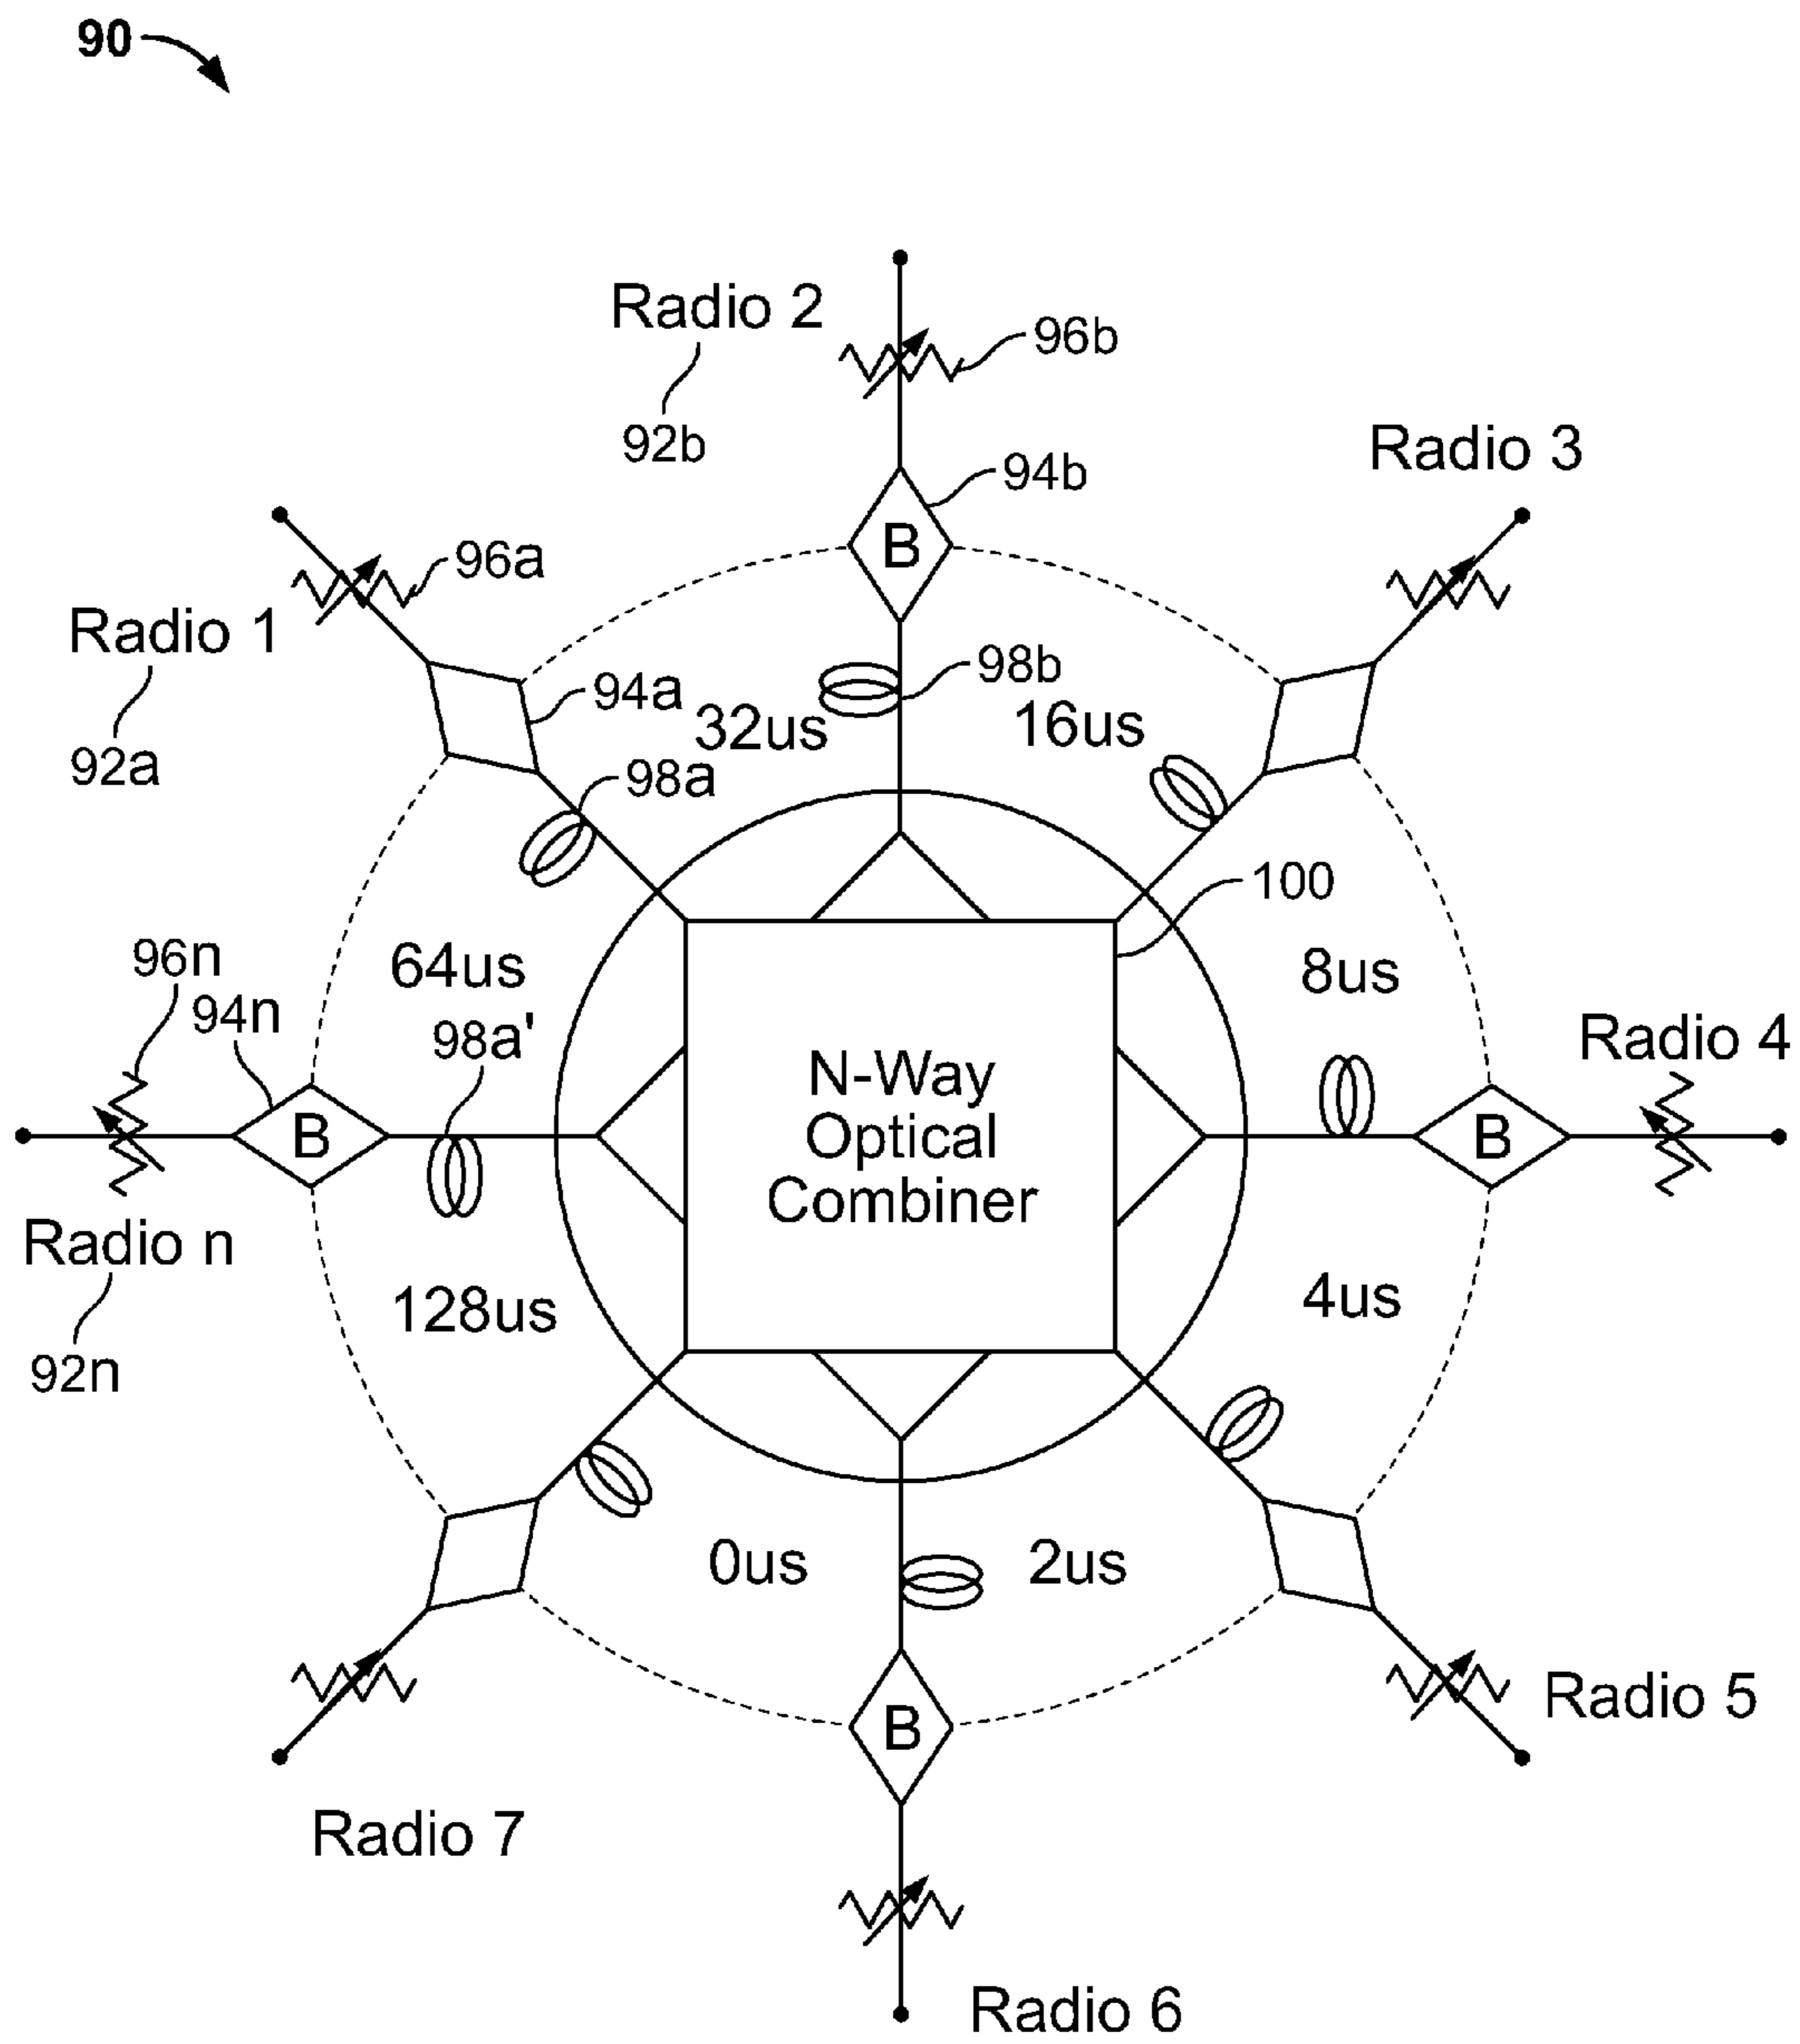 90
Radio 2
96b
92b
Radio 3
94b
B
96a
Radio 1
98b
94a
32us
16us
92a
98a
100
96n
64us
8us
94n
98a'
Radio 4
N-Way
Optical
Combiner
B
B
Radio n
128us
4us
92n
0us
2us
Radio 5
B
Radio 7
Radio 6